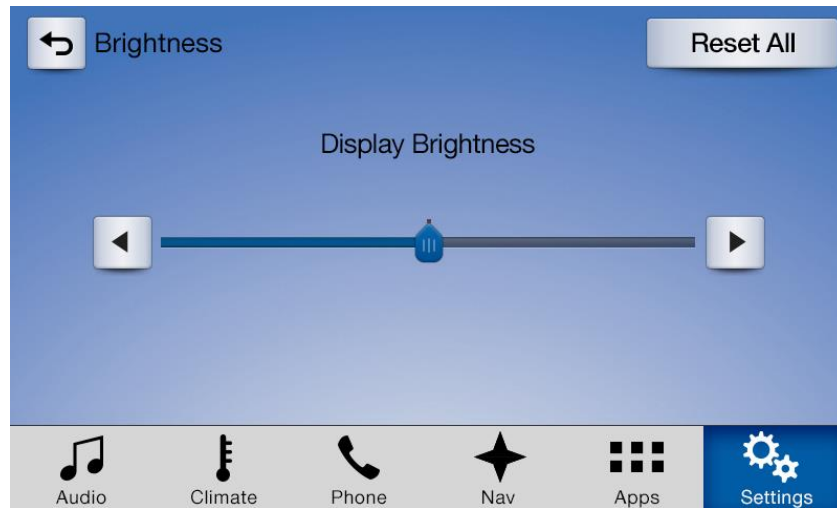 Brightness
Reset All
Display Brightness
Audio
Climate
Phone
Nav
Apps
Settings